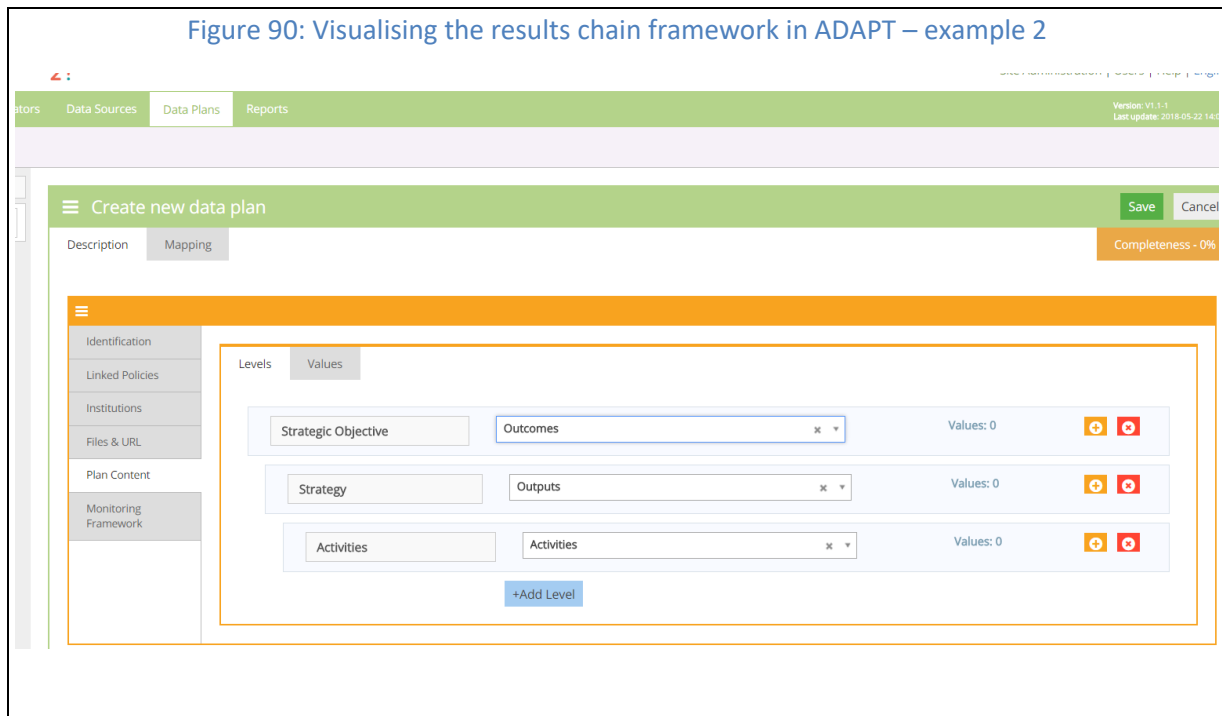 Figure 90: Visualising the results chain framework in ADAPT – example 2
Data Sources Data Plans Reports
Version: V1.1-1
Last update: 2018-05-22
Create new data plan Save Cancel
Description Mapping Completeness - 0%
Identification
Linked Policies
Institutions
Files & URL
Plan Content
Monitoring
Framework
Levels Values
Strategic Objective Outcomes Values: 0
Strategy Outputs Values: 0
Activities Activities Values: 0
+Add Level